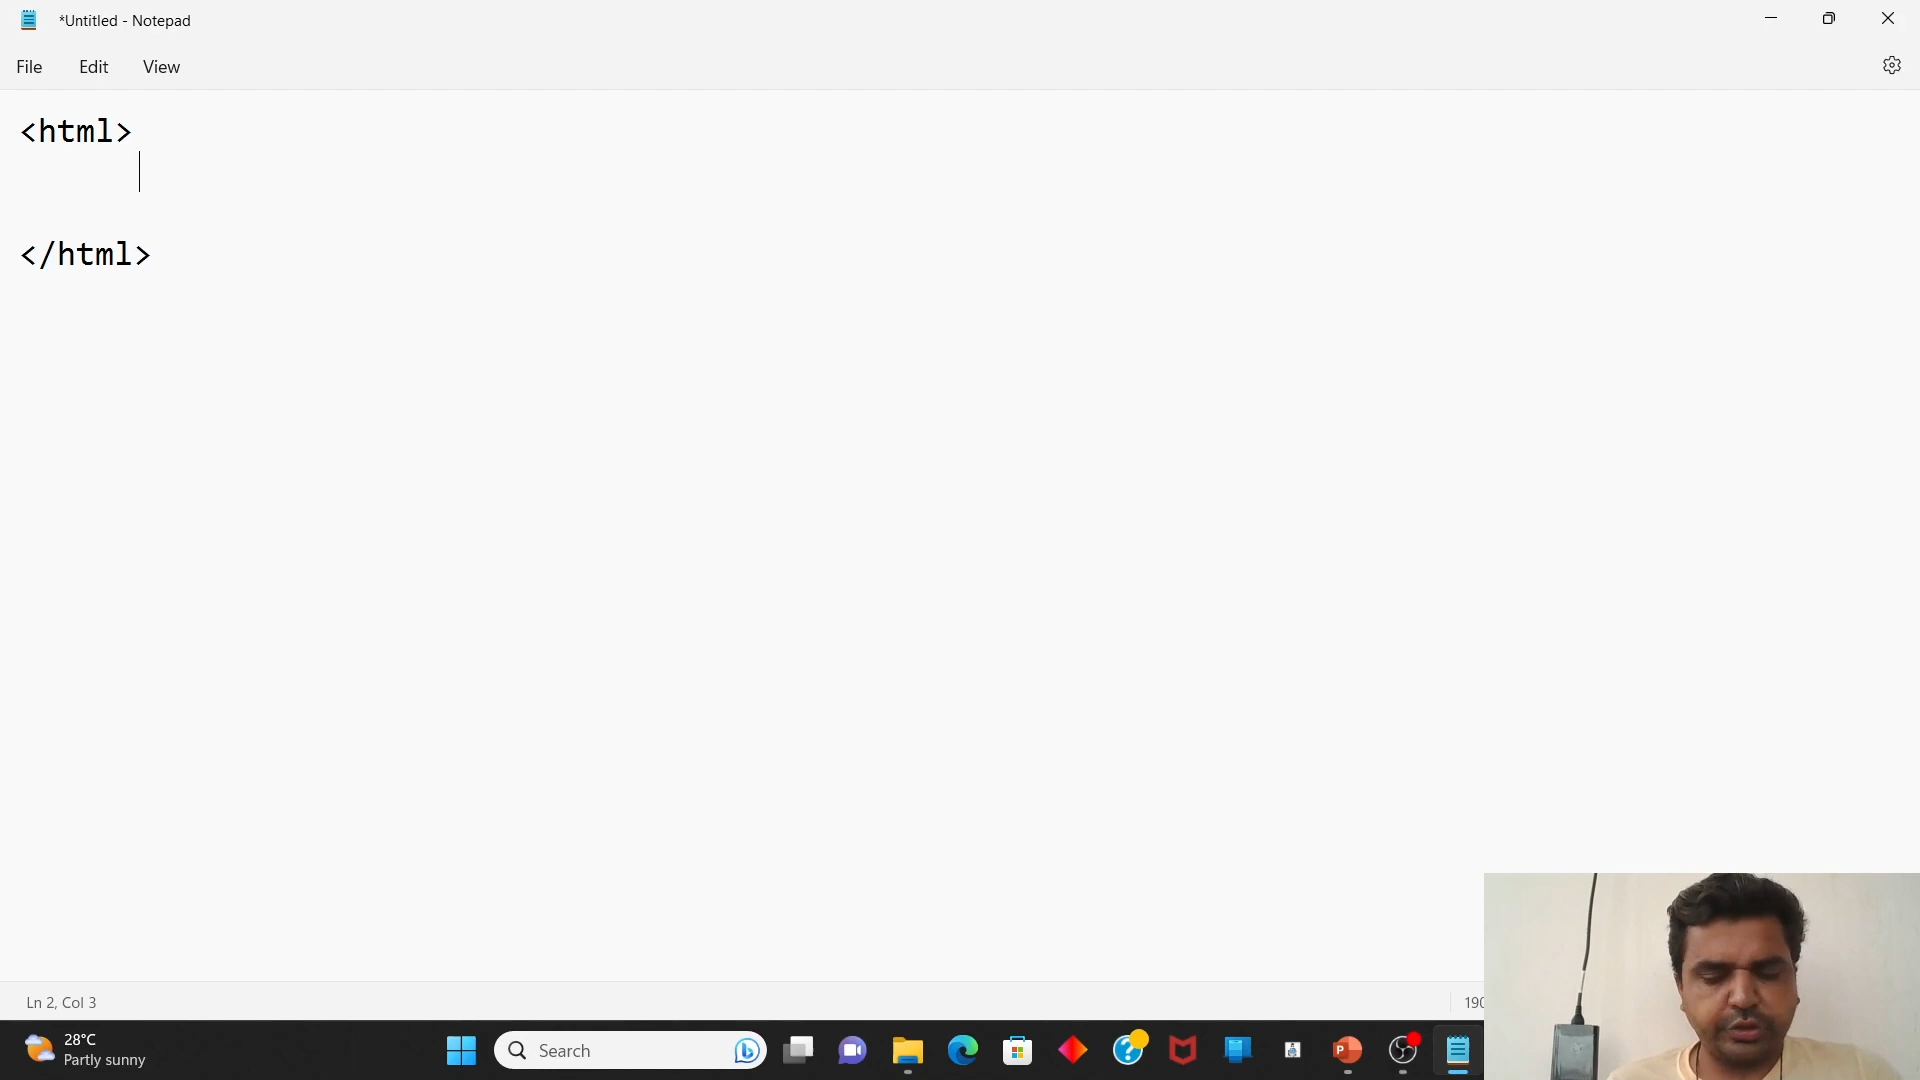 *Untitled - Notepad
File Edit View
<html>
</html>
Ln 2, Col 3
28°C
Partly sunny
Search